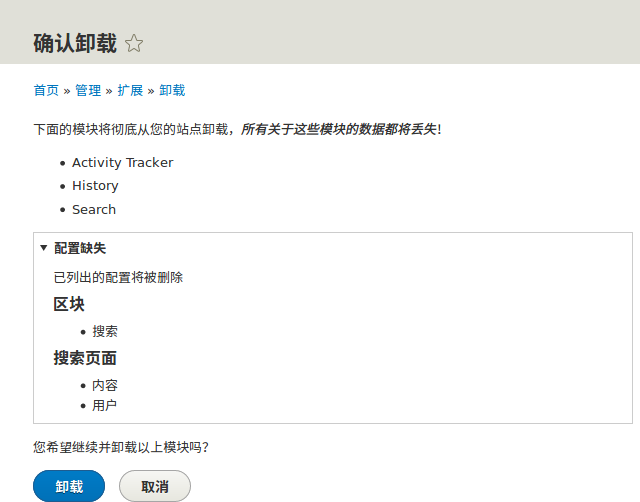 确认卸载
首页 » 管理 » 扩展 » 卸载
下面的模块将彻底从您的站点卸载，所有关于这些模块的数据都将丢失！
Activity Tracker
History
Search
配置缺失
已列出的配置将被删除
区块
搜索
搜索页面
内容
用户
您希望继续并卸载以上模块吗？
卸载 取消